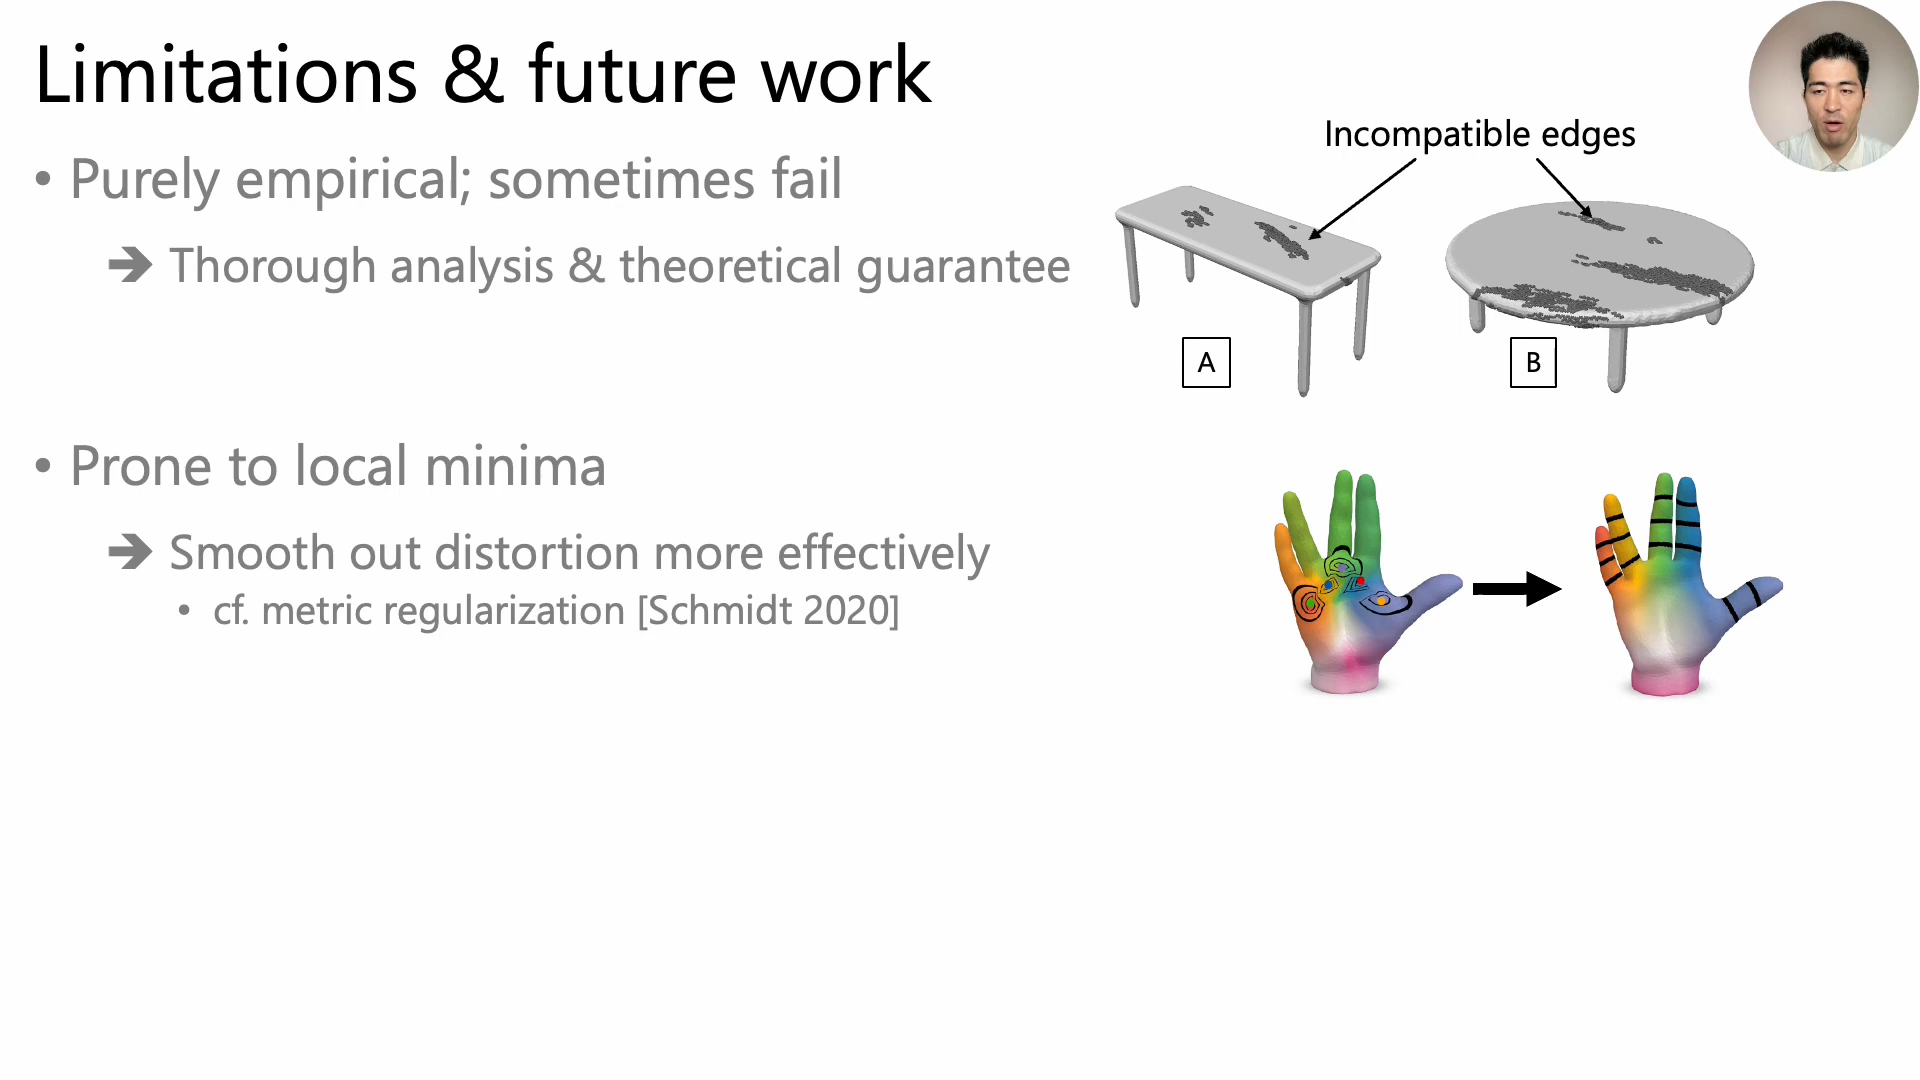 Limitations & future work
• Purely empirical; sometimes fail
➔ Thorough analysis & theoretical guarantee
Incompatible edges
A
B
• Prone to local minima
➔ Smooth out distortion more effectively
• cf. metric regularization [Schmidt 2020]